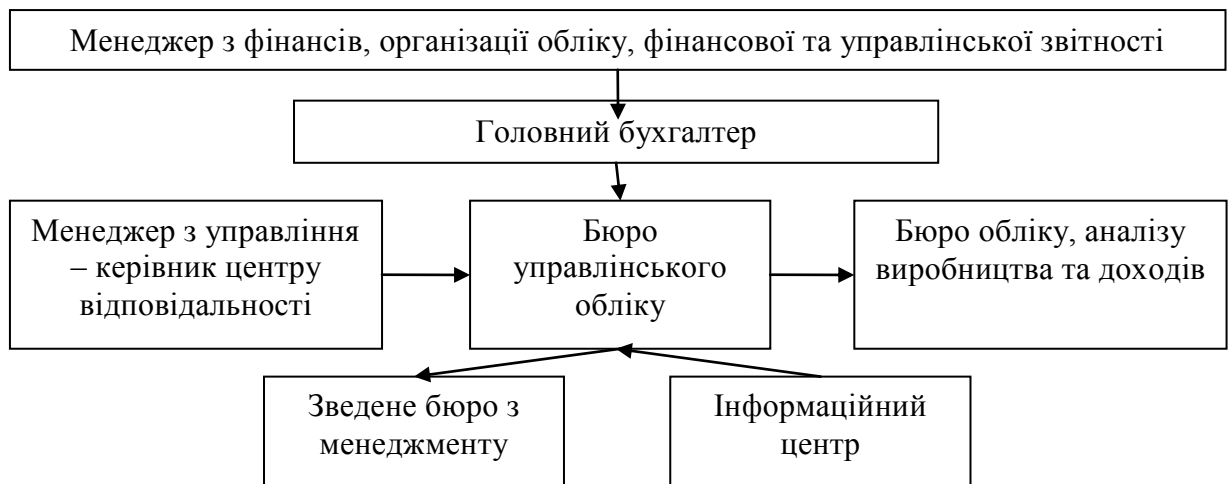 Менеджер з фінансів, організації обліку, фінансової та управлінської звітності
Головний бухгалтер
Менеджер з управління
– керівник центру
відповідальності
Бюро
управлінського
обліку
Бюро обліку, аналізу
виробництва та доходів
Зведене бюро з
менеджменту
Інформаційний
центр